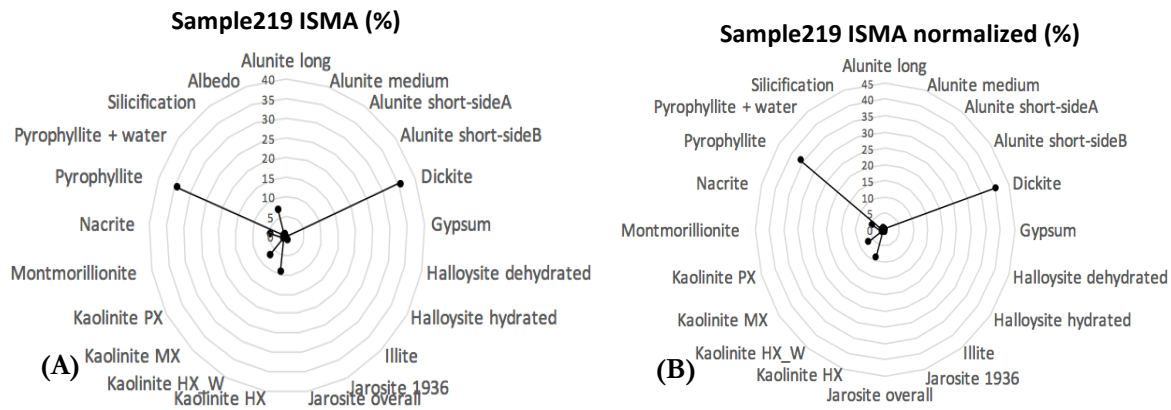 Sample219 ISMA (%)
Alunite long
Alunite medium
Alunite short-sideA
Alunite short-sideB
Dickite
Gypsum
Halloysite dehydrated
Halloysite hydrated
Illite
Jarosite 1936
Jarosite overall
Kaolinite HX
Kaolinite HX_W
Kaolinite MX
Kaolinite PX
Montmorillionite
Nacrite
Pyrophyllite
Pyrophyllite + water
Silicification
Albedo
40
35
30
25
20
15
10
5
0
(A)
Sample219 ISMA normalized (%)
Alunite long
Alunite medium
Alunite short-sideA
Alunite short-sideB
Dickite
Gypsum
Halloysite dehydrated
Halloysite hydrated
Illite
Jarosite 1936
Jarosite overall
Kaolinite HX
Kaolinite HX_W
Kaolinite MX
Kaolinite PX
Montmorillionite
Nacrite
Pyrophyllite
Pyrophyllite + water
Silicification
45
40
35
30
25
20
15
10
5
0
(B)